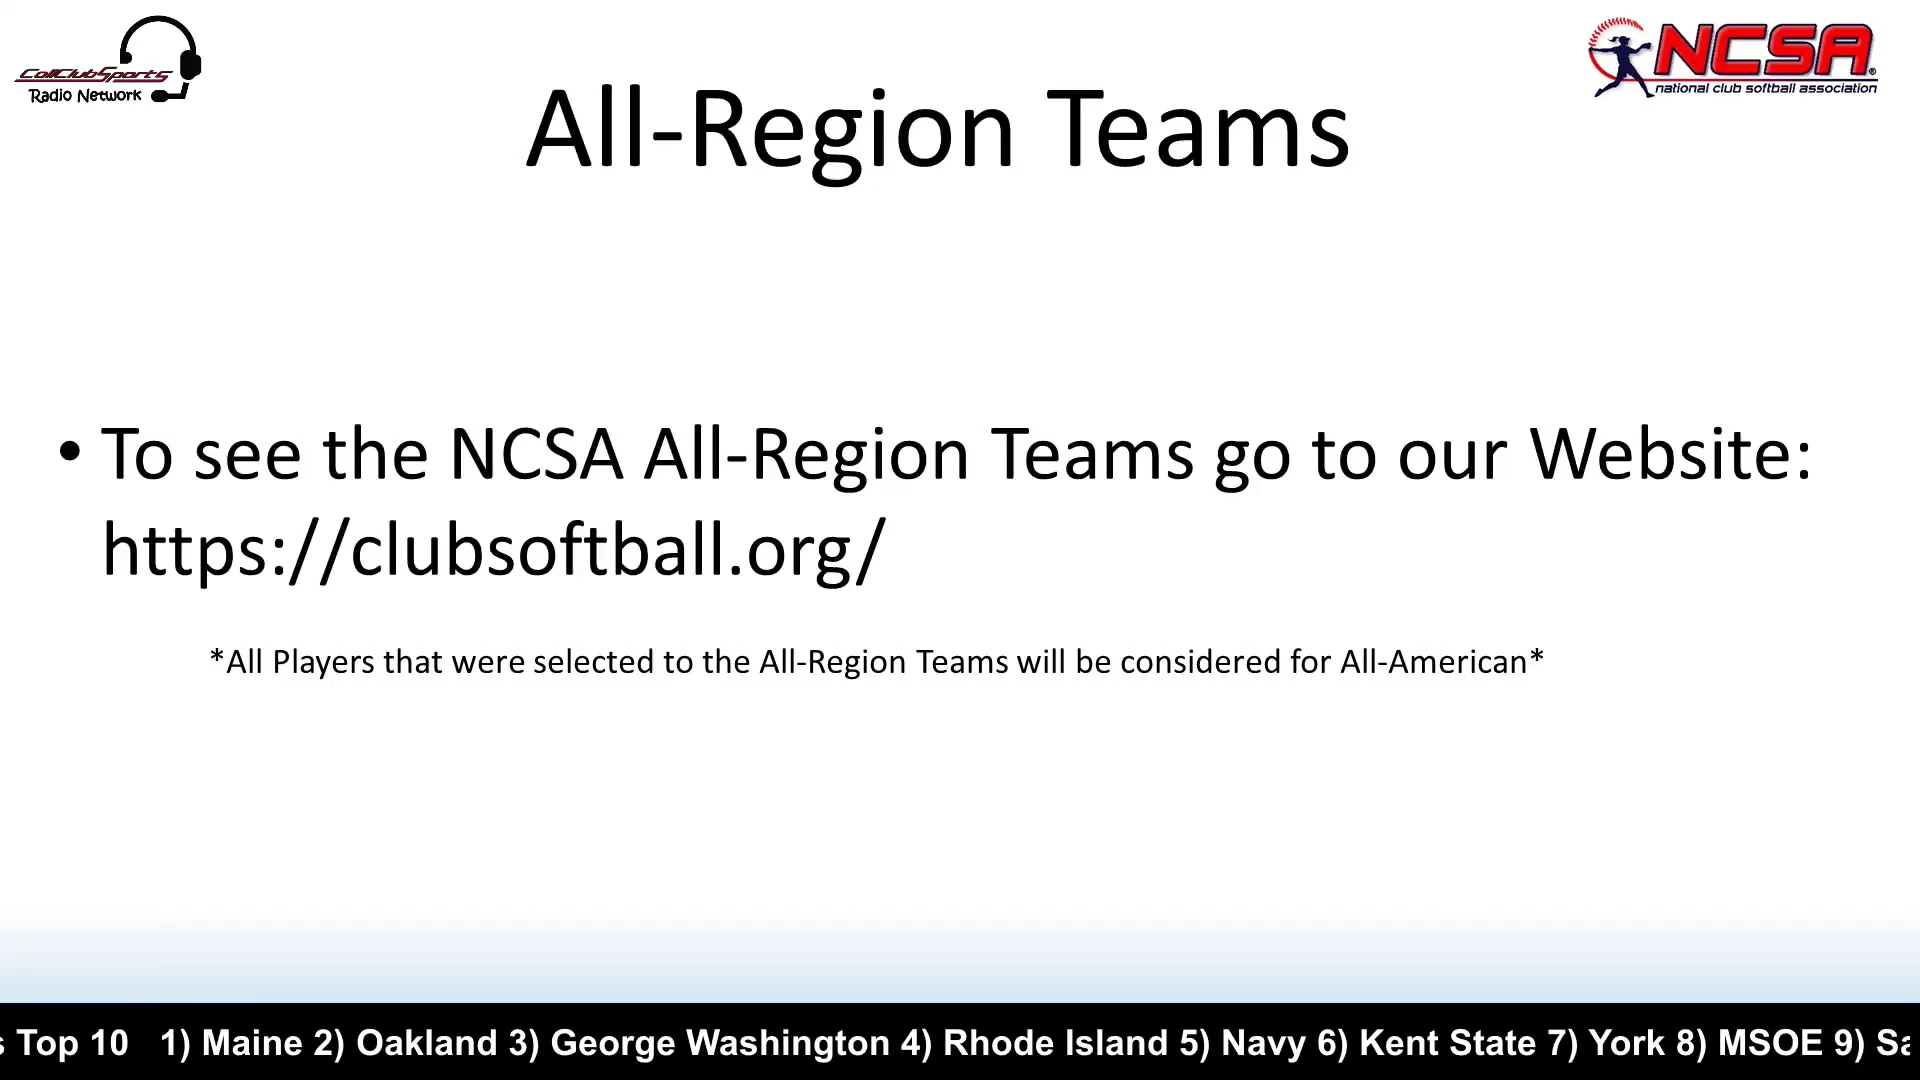 CollClubSports
Radio Network
NCSA®
national club softball association
All-Region Teams
• To see the NCSA All-Region Teams go to our Website:
https://clubsoftball.org/
*All Players that were selected to the All-Region Teams will be considered for All-American*
Top 10 1) Maine 2) Oakland 3) George Washington 4) Rhode Island 5) Navy 6) Kent State 7) York 8) MSOE 9)